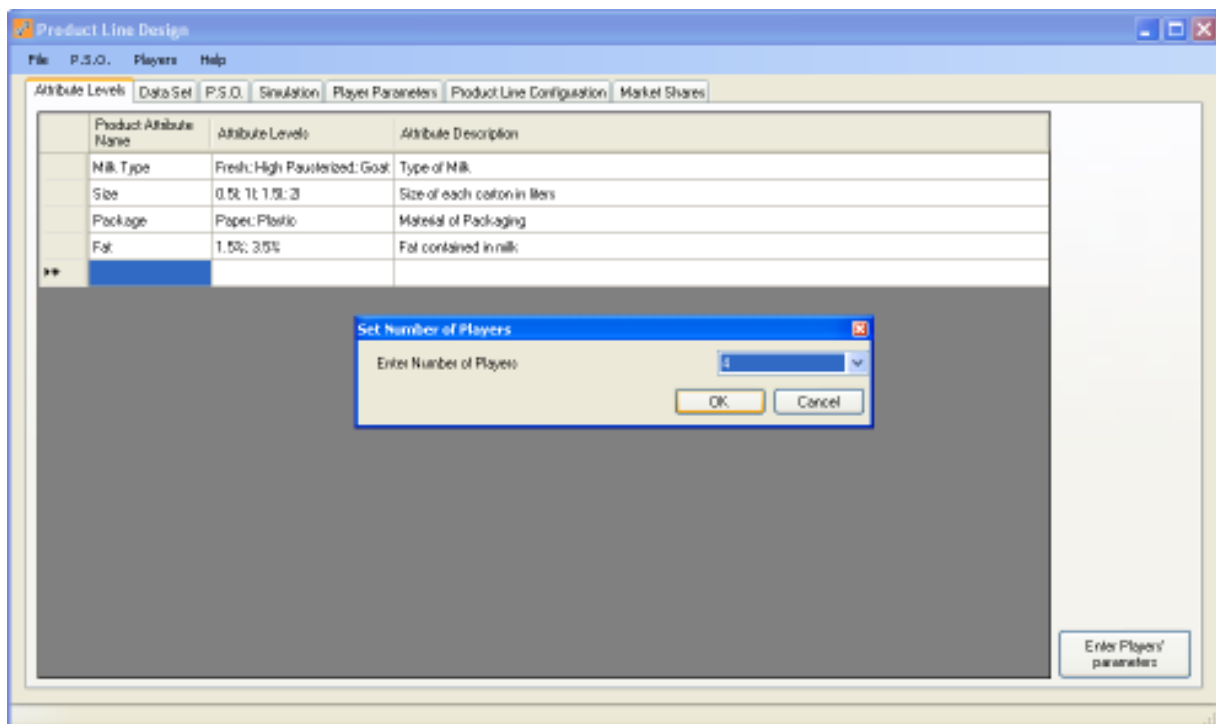 Product Line Design
File P.S.O. Players Help
Attribute Levels Data Set P.S.O. Simulation Player Parameters Product Line Configuration Market Shares
Product Attribute Name Attribute Levels Attribute Description
Milk Type Fresh; High Pausterized; Goat Type of Milk
Size 0.5l; 1l; 1.5l; 2l Size of each carton in liters
Package Paper; Plastic Material of Packaging
Fat 1.5%; 3.5% Fat contained in milk
Set Number of Players
Enter Number of Players 4
OK Cancel
Enter Players'
parameters